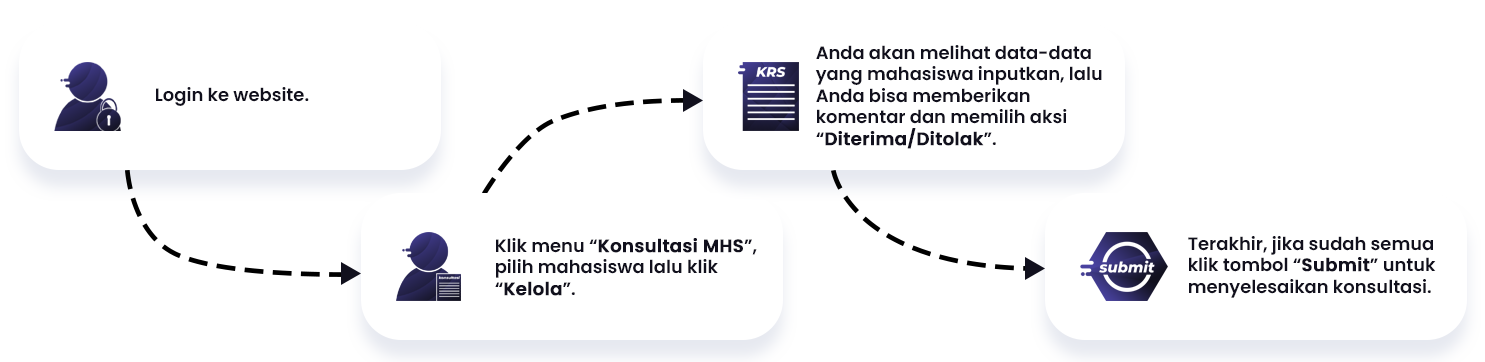 Login ke website.
Konsultasi
Klik menu “Konsultasi MHS”,
pilih mahasiswa lalu klik
“Kelola”.
KRS
Anda akan melihat data-data
yang mahasiswa inputkan, lalu
Anda bisa memberikan
komentar dan memilih aksi
“Diterima/Ditolak”.
submit
Terakhir, jika sudah semua
klik tombol “Submit” untuk
menyelesaikan konsultasi.